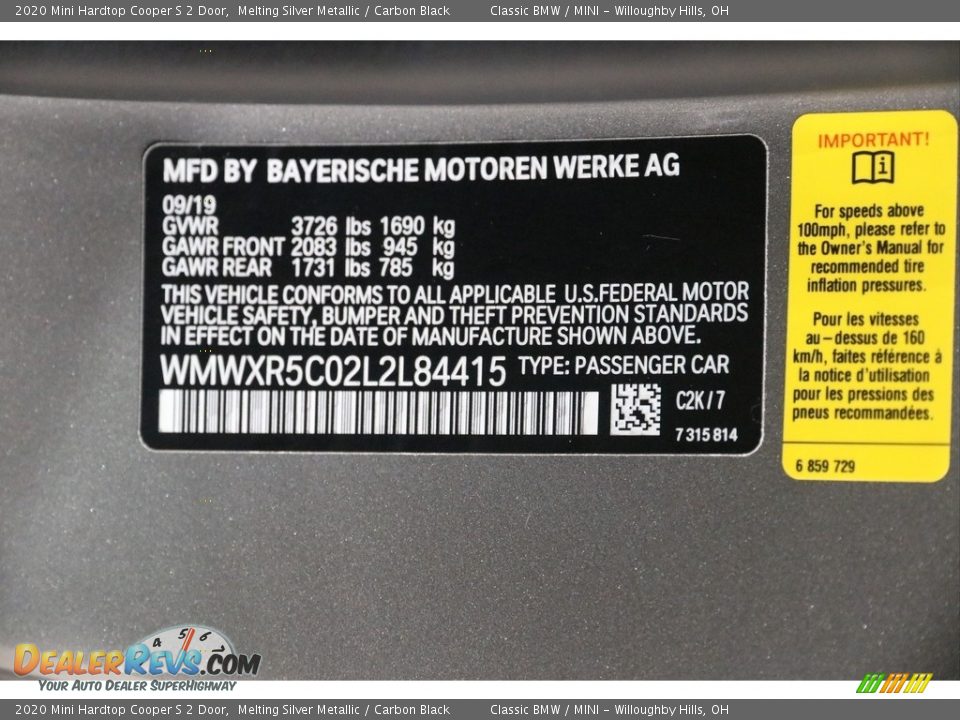 2020 Mini Hardtop Cooper S 2 Door, Melting Silver Metallic / Carbon Black Classic BMW / MINI - Willoughby Hills, OH
MFD BY BAYERISCHE MOTOREN WERKE AG
09/19
GVWR 3726 lbs 1690 kg
GAWR FRONT 2083 lbs 945 kg
GAWR REAR 1731 lbs 785 kg
THIS VEHICLE CONFORMS TO ALL APPLICABLE U.S.FEDERAL MOTOR
VEHICLE SAFETY, BUMPER AND THEFT PREVENTION STANDARDS
IN EFFECT ON THE DATE OF MANUFACTURE SHOWN ABOVE.
WMWXR5C02L2L84415 TYPE: PASSENGER CAR
C2K/7
7 315 814
IMPORTANT!
For speeds above
100mph, please refer to
the Owner's Manual for
recommended tire
inflation pressures.
Pour les vitesses
au-dessus de 160
km/h, faites référence à
la notice d'utilisation
pour les pressions des
pneus recommandées.
6 859 729
4 5 6 7
DEALERREVS.COM
YOUR AUTO DEALER SUPERHIGHWAY
2020 Mini Hardtop Cooper S 2 Door, Melting Silver Metallic / Carbon Black Classic BMW / MINI - Willoughby Hills, OH